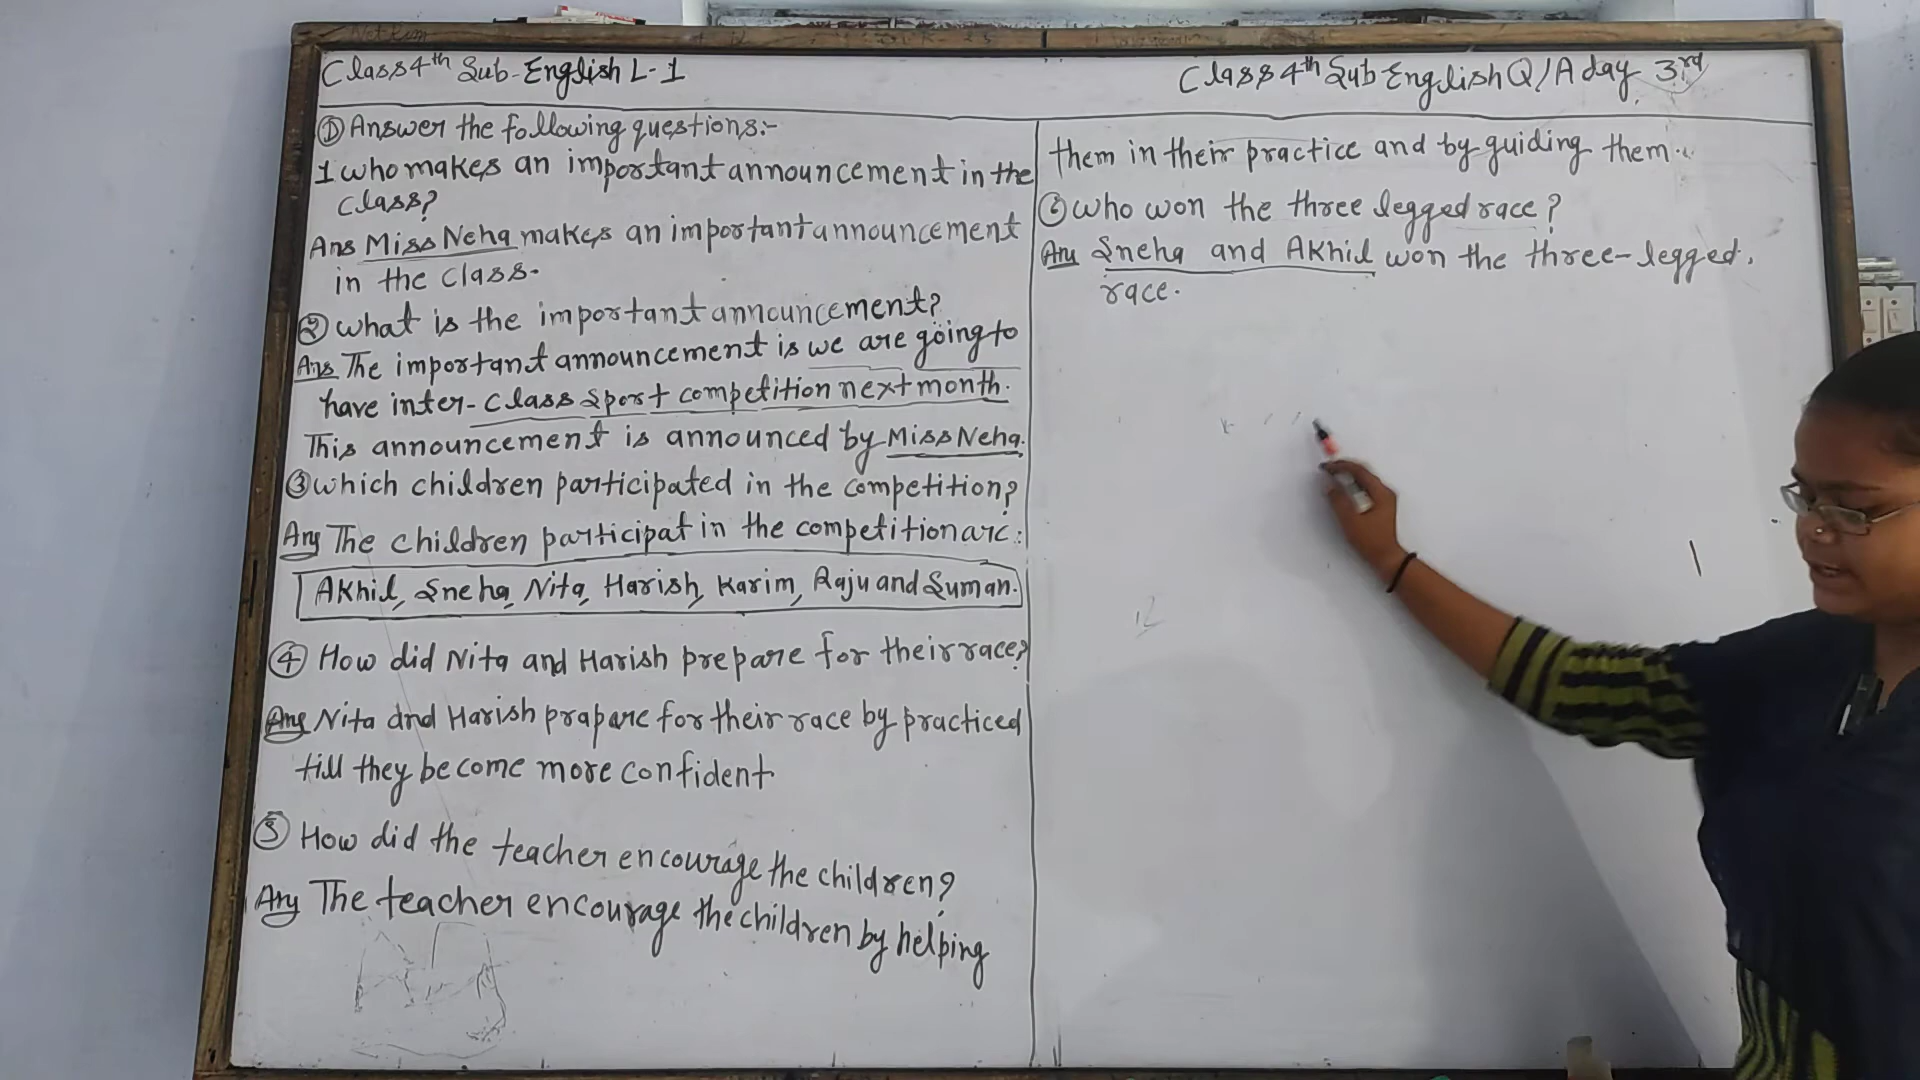 Class 4th Sub-English L-1
① Answer the following questions:-
1 who makes an important announcement in the
class?
Ans Miss Neha makes an important announcement
in the class.
② what is the important announcement?
Ans The important announcement is we are going to
have inter-class sport competition next month.
This announcement is announced by Miss Neha.
③ which children participated in the competition?
Ans The children participat in the competition are:
Akhil, Sneha, Nita, Harish, Karim, Raju and Suman.
④ How did Nita and Harish prepare for their race?
Ans Nita and Harish prapare for their race by practiced
till they become more confident
⑤ How did the teacher encourage the children?
Ans The teacher encourage the children by helping
Class 4th Sub English Q/A day 3rd
them in their practice and by guiding them.
⑥ who won the three legged race?
Ans Sneha and Akhil won the three-legged.
race.